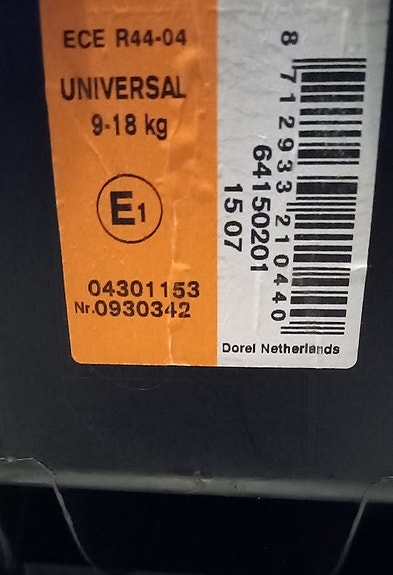 ECE R44-04
UNIVERSAL
9-18 kg
E1
04301153
Nr.0930342
8 712933 210440
64150201
15 07
Dorel Netherlands